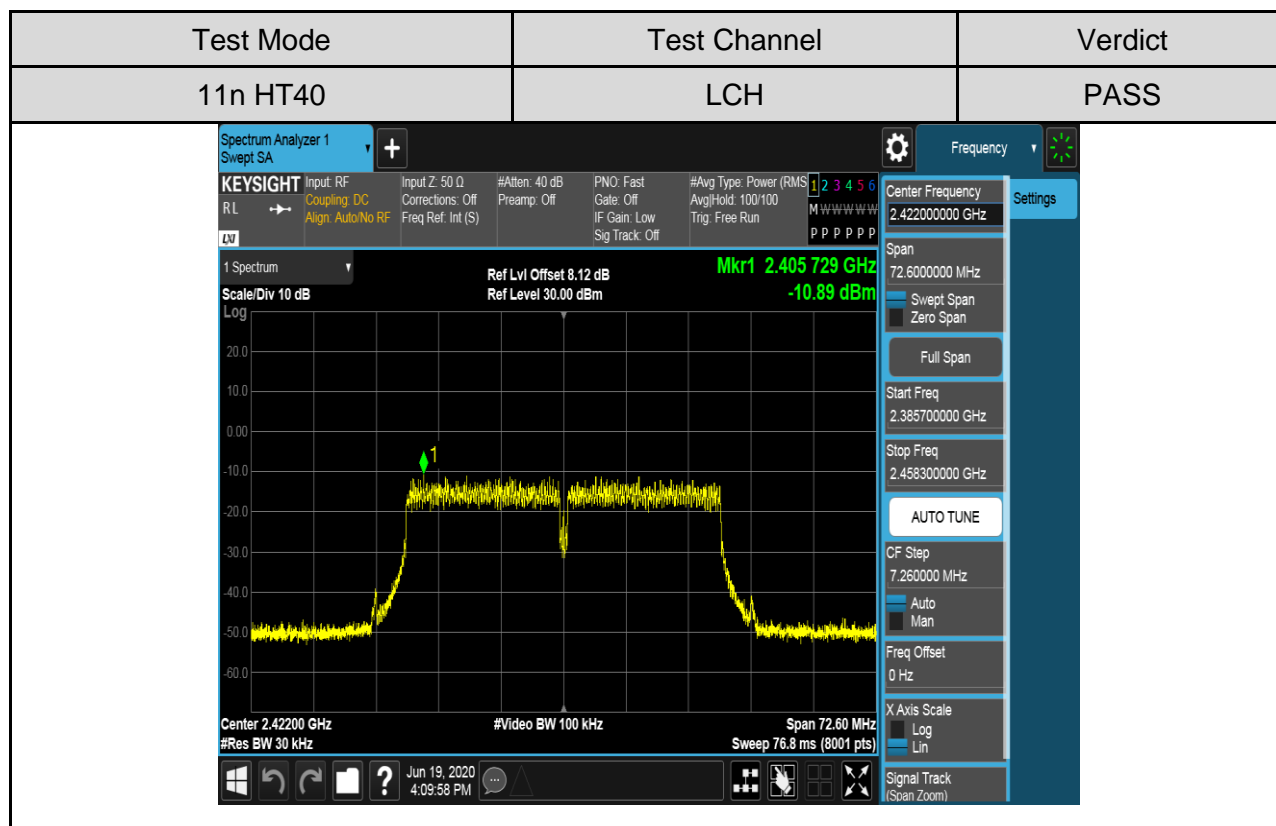 Test Mode Test Channel Verdict
11n HT40 LCH PASS
Spectrum Analyzer 1
Swept SA
Frequency
KEYSIGHT Input: RF Input Z: 50 Ω #Atten: 40 dB PNO: Fast #Avg Type: Power (RMS 1 2 3 4 5 6
RL Coupling: DC Corrections: Off Preamp: Off Gate: Off Avg|Hold: 100/100 M W W W W W
Align: Auto/No RF Freq Ref: Int (S) IF Gain: Low Trig: Free Run
LXI Sig Track: Off P P P P P P
1 Spectrum Ref Lvl Offset 8.12 dB Mkr1 2.405 729 GHz
Scale/Div 10 dB Ref Level 30.00 dBm -10.89 dBm
Log
20.0
10.0
0.00
1
-10.0
-20.0
-30.0
-40.0
-50.0
-60.0
Center 2.42200 GHz #Video BW 100 kHz Span 72.60 MHz
#Res BW 30 kHz Sweep 76.8 ms (8001 pts)
Jun 19, 2020
4:09:58 PM
Center Frequency
2.422000000 GHz
Settings
Span
72.6000000 MHz
Swept Span
Zero Span
Full Span
Start Freq
2.385700000 GHz
Stop Freq
2.458300000 GHz
AUTO TUNE
CF Step
7.260000 MHz
Auto
Man
Freq Offset
0 Hz
X Axis Scale
Log
Lin
Signal Track
(Span Zoom)